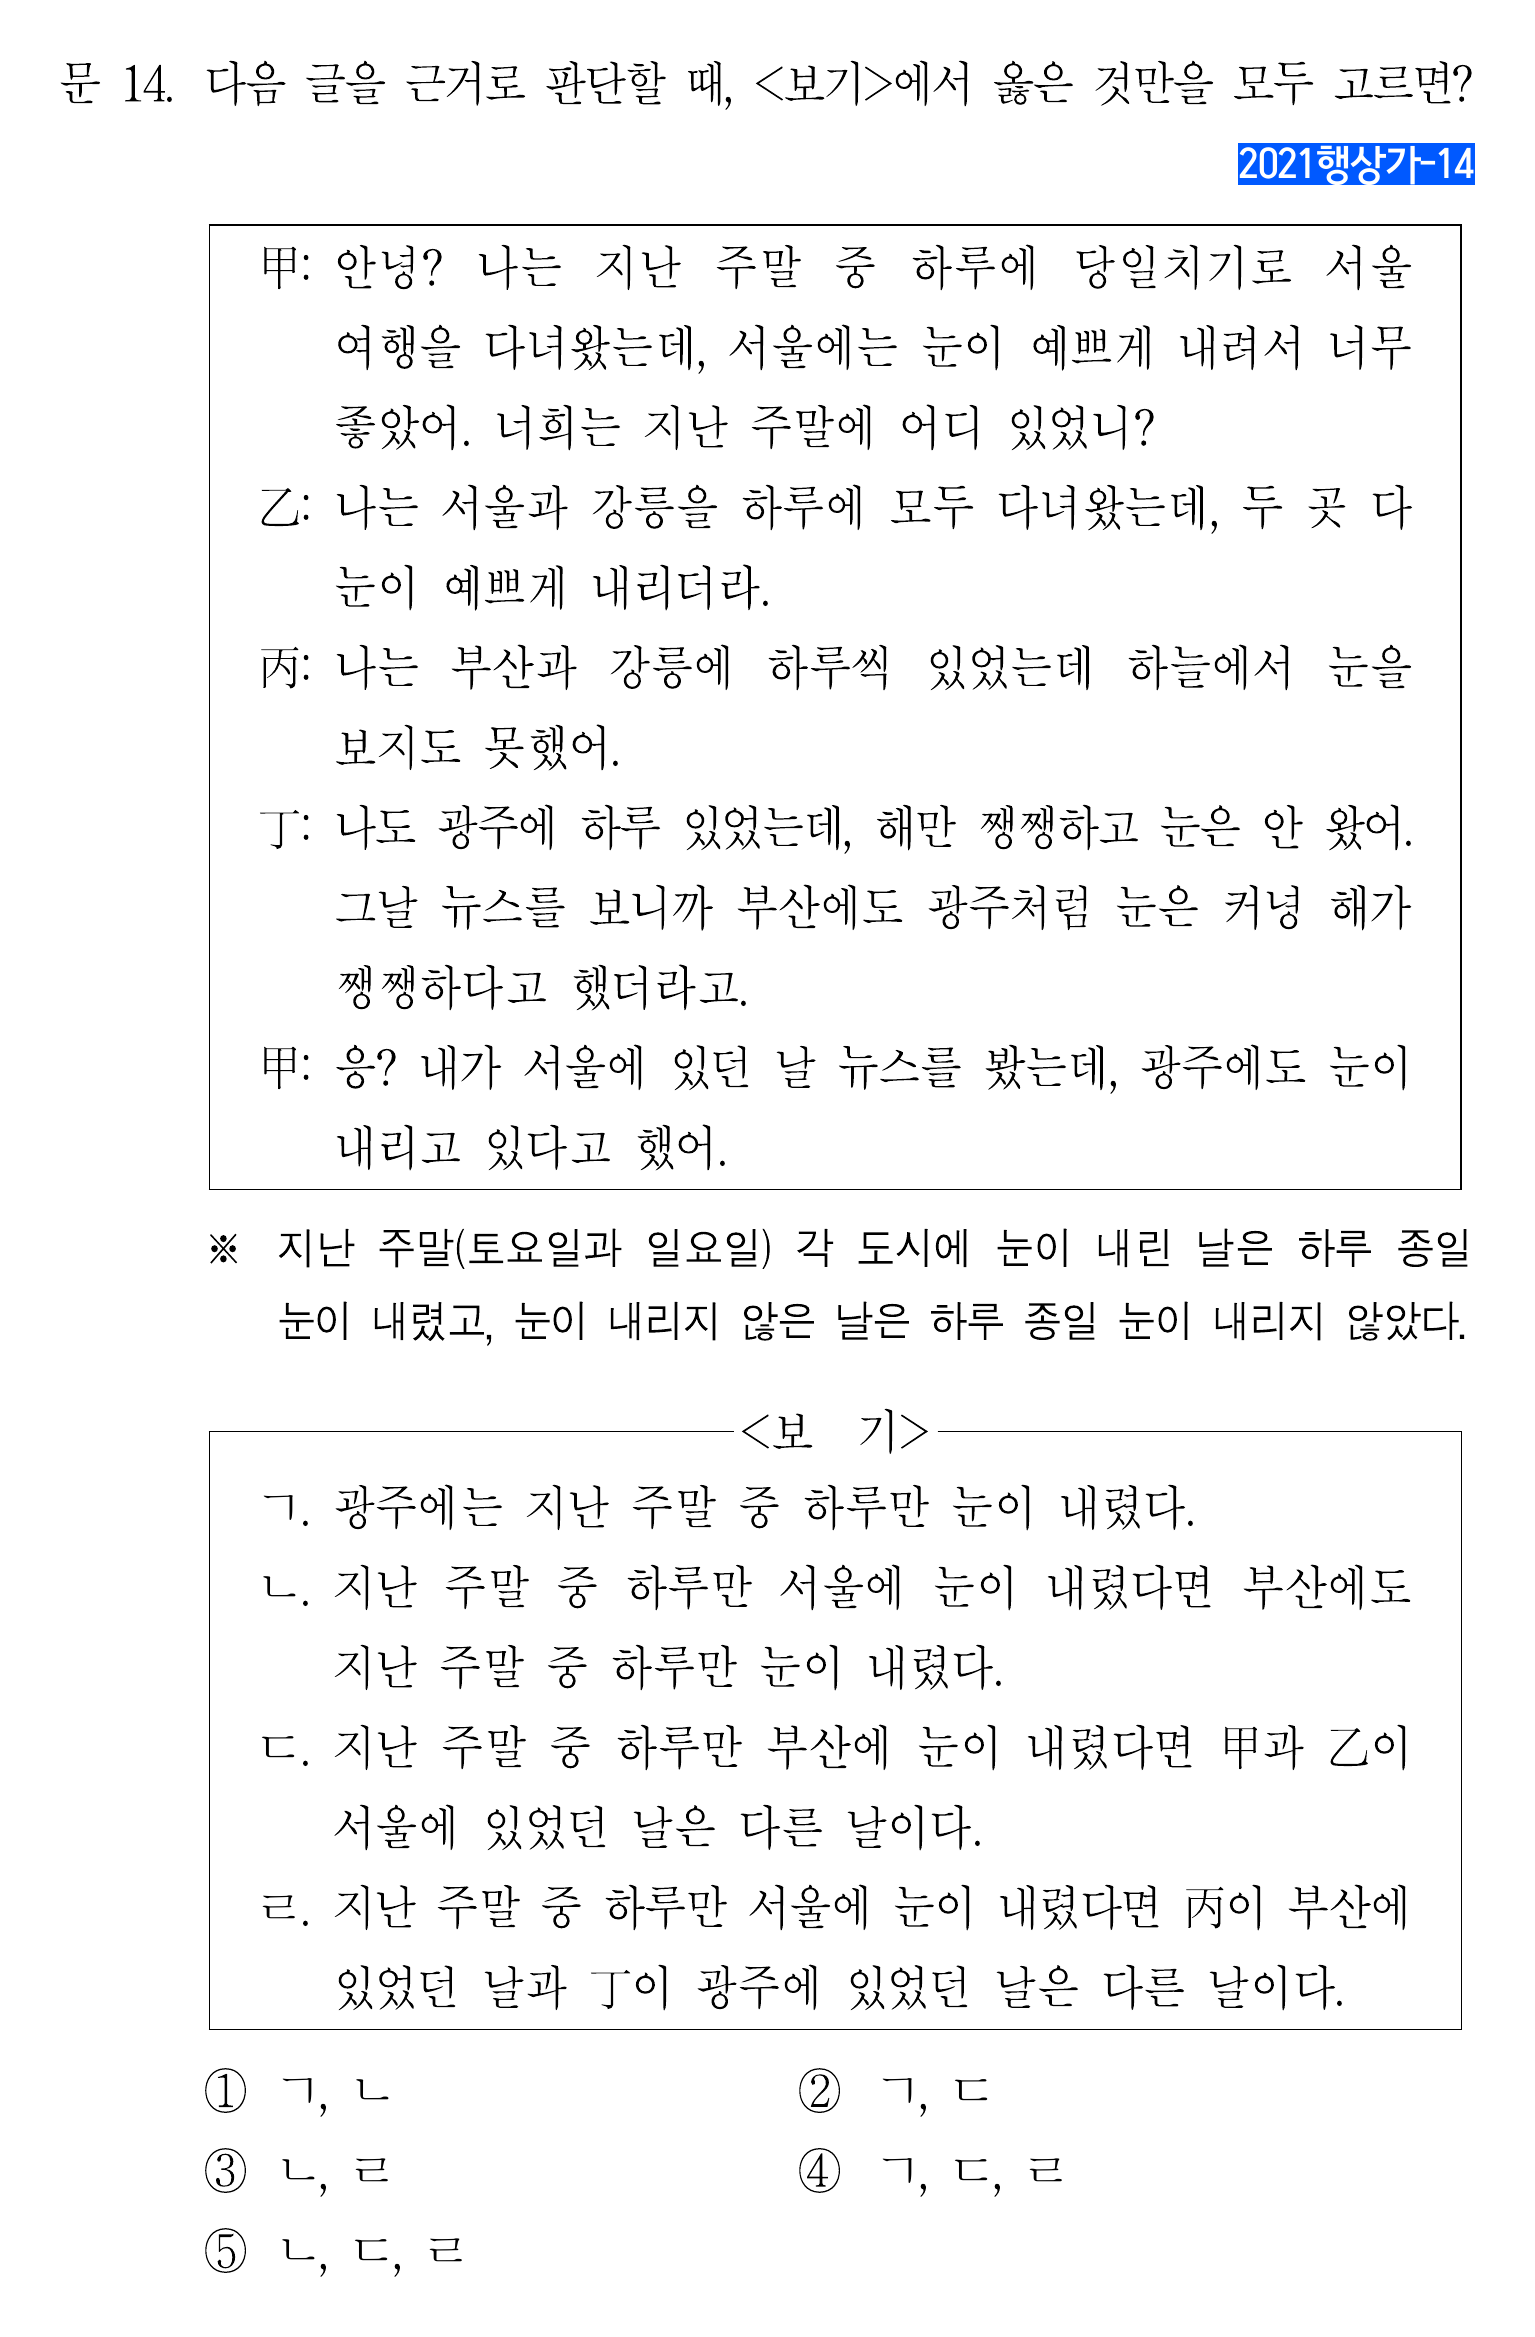 문 14. 다음 글을 근거로 판단할 때, <보기>에서 옳은 것만을 모두 고르면?
2021행상가-14
甲: 안녕? 나는 지난 주말 중 하루에 당일치기로 서울
여행을 다녀왔는데, 서울에는 눈이 예쁘게 내려서 너무
좋았어. 너희는 지난 주말에 어디 있었니?
乙: 나는 서울과 강릉을 하루에 모두 다녀왔는데, 두 곳 다
눈이 예쁘게 내리더라.
丙: 나는 부산과 강릉에 하루씩 있었는데 하늘에서 눈을
보지도 못했어.
丁: 나도 광주에 하루 있었는데, 해만 쨍쨍하고 눈은 안 왔어.
그날 뉴스를 보니까 부산에도 광주처럼 눈은 커녕 해가
쨍쨍하다고 했더라고.
甲: 응? 내가 서울에 있던 날 뉴스를 봤는데, 광주에도 눈이
내리고 있다고 했어.
※ 지난 주말(토요일과 일요일) 각 도시에 눈이 내린 날은 하루 종일
눈이 내렸고, 눈이 내리지 않은 날은 하루 종일 눈이 내리지 않았다.
<보 기>
ㄱ. 광주에는 지난 주말 중 하루만 눈이 내렸다.
ㄴ. 지난 주말 중 하루만 서울에 눈이 내렸다면 부산에도
지난 주말 중 하루만 눈이 내렸다.
ㄷ. 지난 주말 중 하루만 부산에 눈이 내렸다면 甲과 乙이
서울에 있었던 날은 다른 날이다.
ㄹ. 지난 주말 중 하루만 서울에 눈이 내렸다면 丙이 부산에
있었던 날과 丁이 광주에 있었던 날은 다른 날이다.
① ㄱ, ㄴ ② ㄱ, ㄷ
③ ㄴ, ㄹ ④ ㄱ, ㄷ, ㄹ
⑤ ㄴ, ㄷ, ㄹ